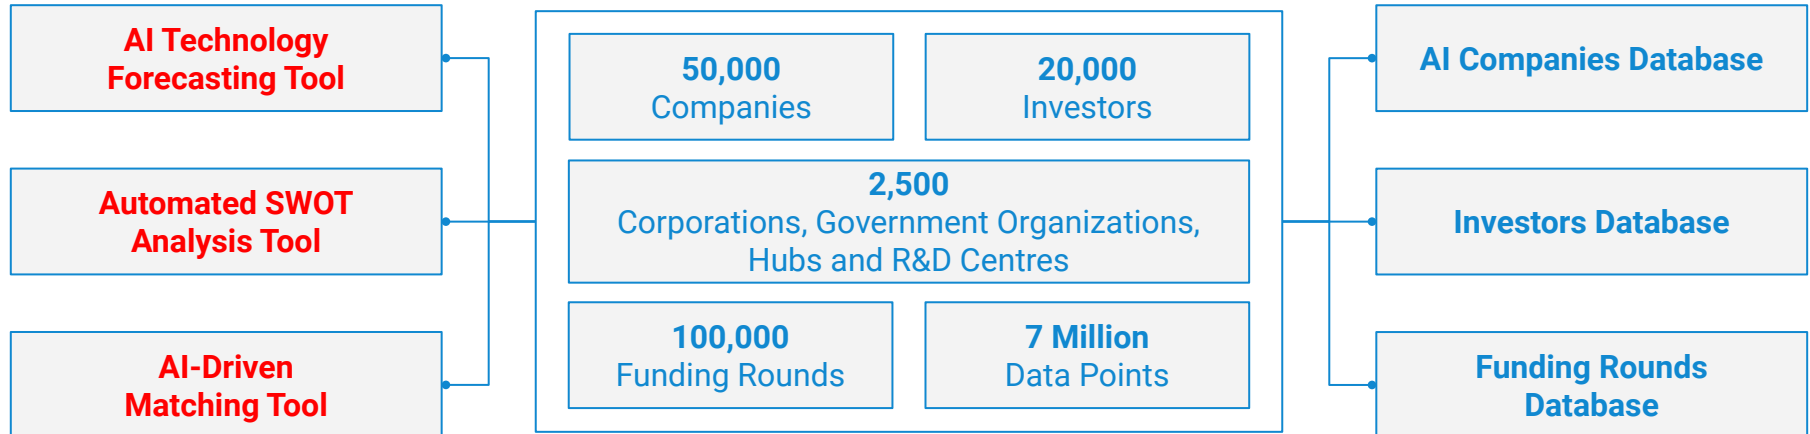 AI Technology
Forecasting Tool
Automated SWOT
Analysis Tool
AI-Driven
Matching Tool
50,000
Companies
20,000
Investors
2,500
Corporations, Government Organizations,
Hubs and R&D Centres
100,000
Funding Rounds
7 Million
Data Points
AI Companies Database
Investors Database
Funding Rounds
Database